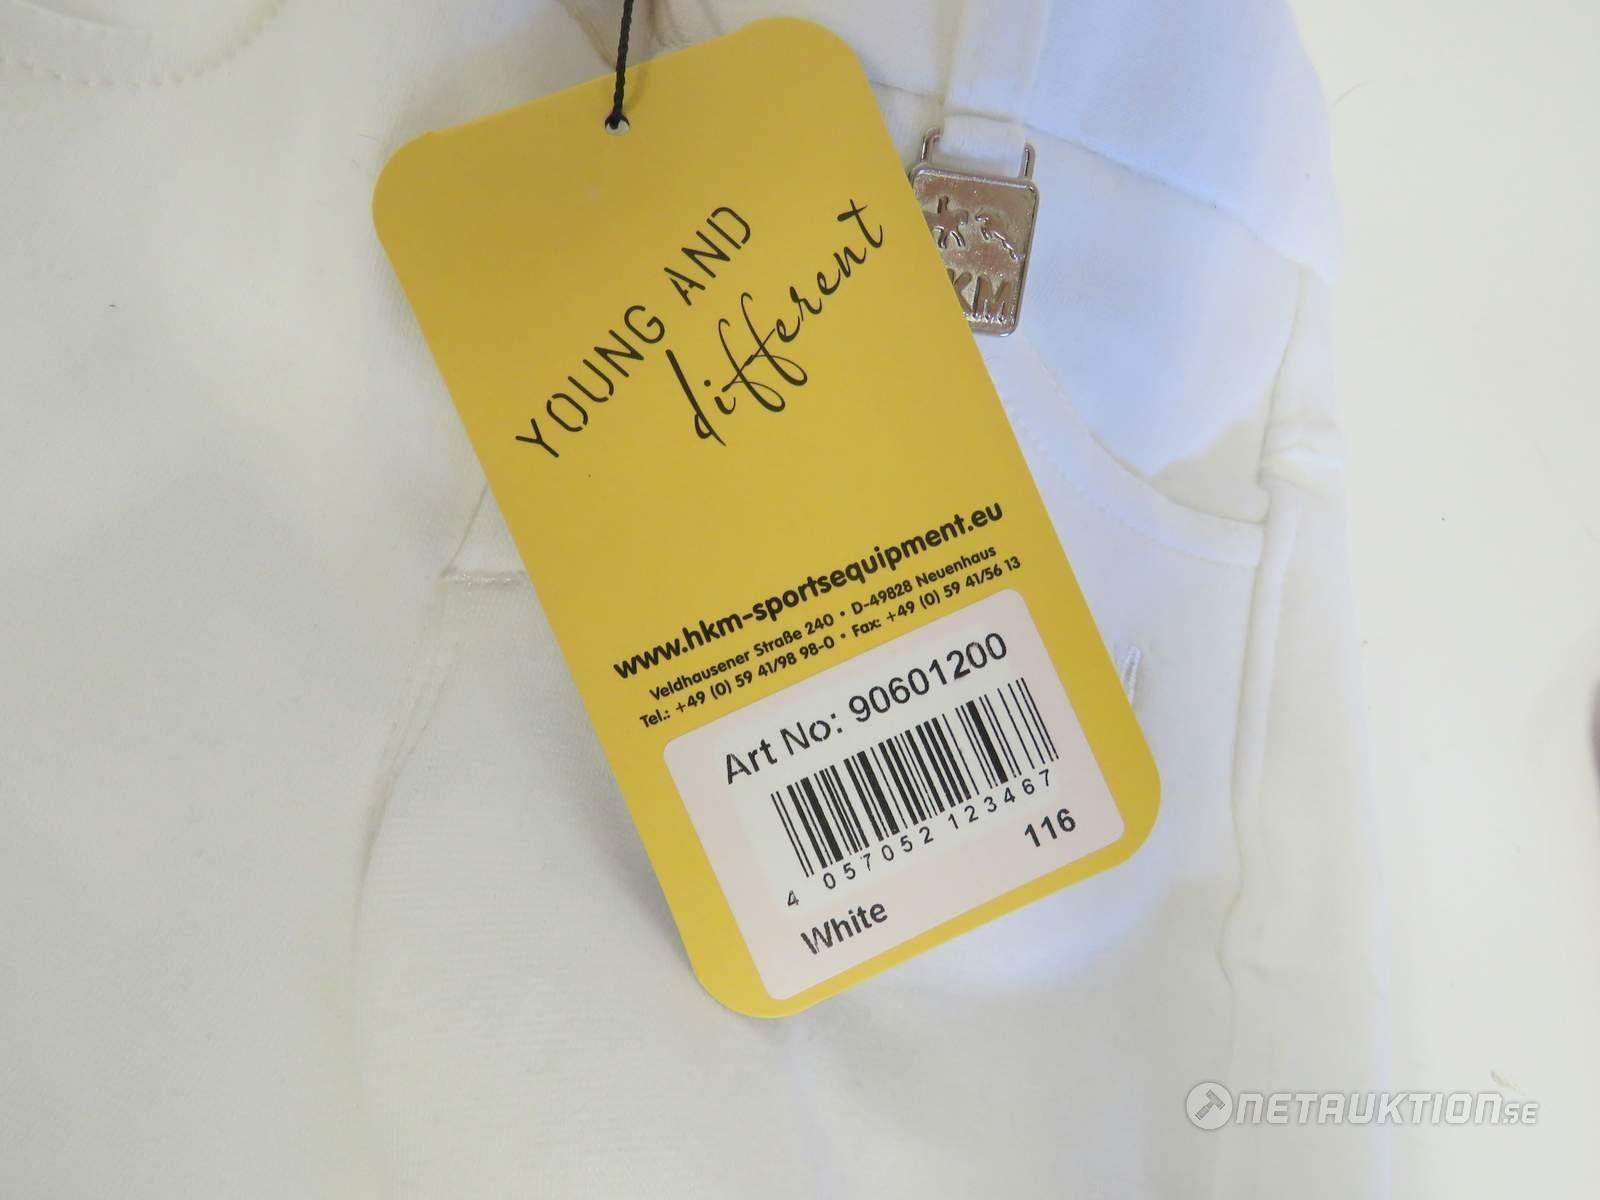 YOUNG AND
different
KM
www.hkm-sportsequipment.eu
Veldhausener Straße 240 • D-49828 Neuenhaus
Tel.: +49 (0) 59 41/98 98-0 • Fax: +49 (0) 59 41/56 13
Art No: 90601200
4 057052 123467
116
White
NETAUKTION.SE